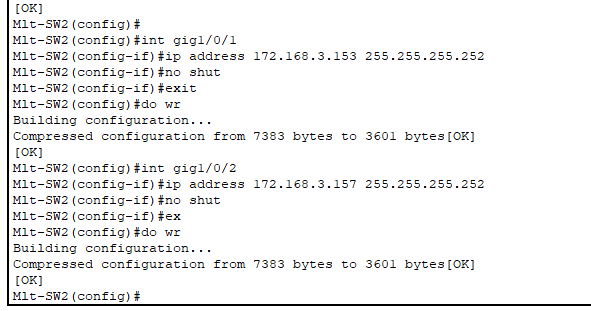 [OK]
Mlt-SW2(config)#
Mlt-SW2(config)#int gig1/0/1
Mlt-SW2(config-if)#ip address 172.168.3.153 255.255.255.252
Mlt-SW2(config-if)#no shut
Mlt-SW2(config-if)#exit
Mlt-SW2(config)#do wr
Building configuration...
Compressed configuration from 7383 bytes to 3601 bytes[OK]
[OK]
Mlt-SW2(config)#int gig1/0/2
Mlt-SW2(config-if)#ip address 172.168.3.157 255.255.255.252
Mlt-SW2(config-if)#no shut
Mlt-SW2(config-if)#ex
Mlt-SW2(config)#do wr
Building configuration...
Compressed configuration from 7383 bytes to 3601 bytes[OK]
[OK]
Mlt-SW2(config)#